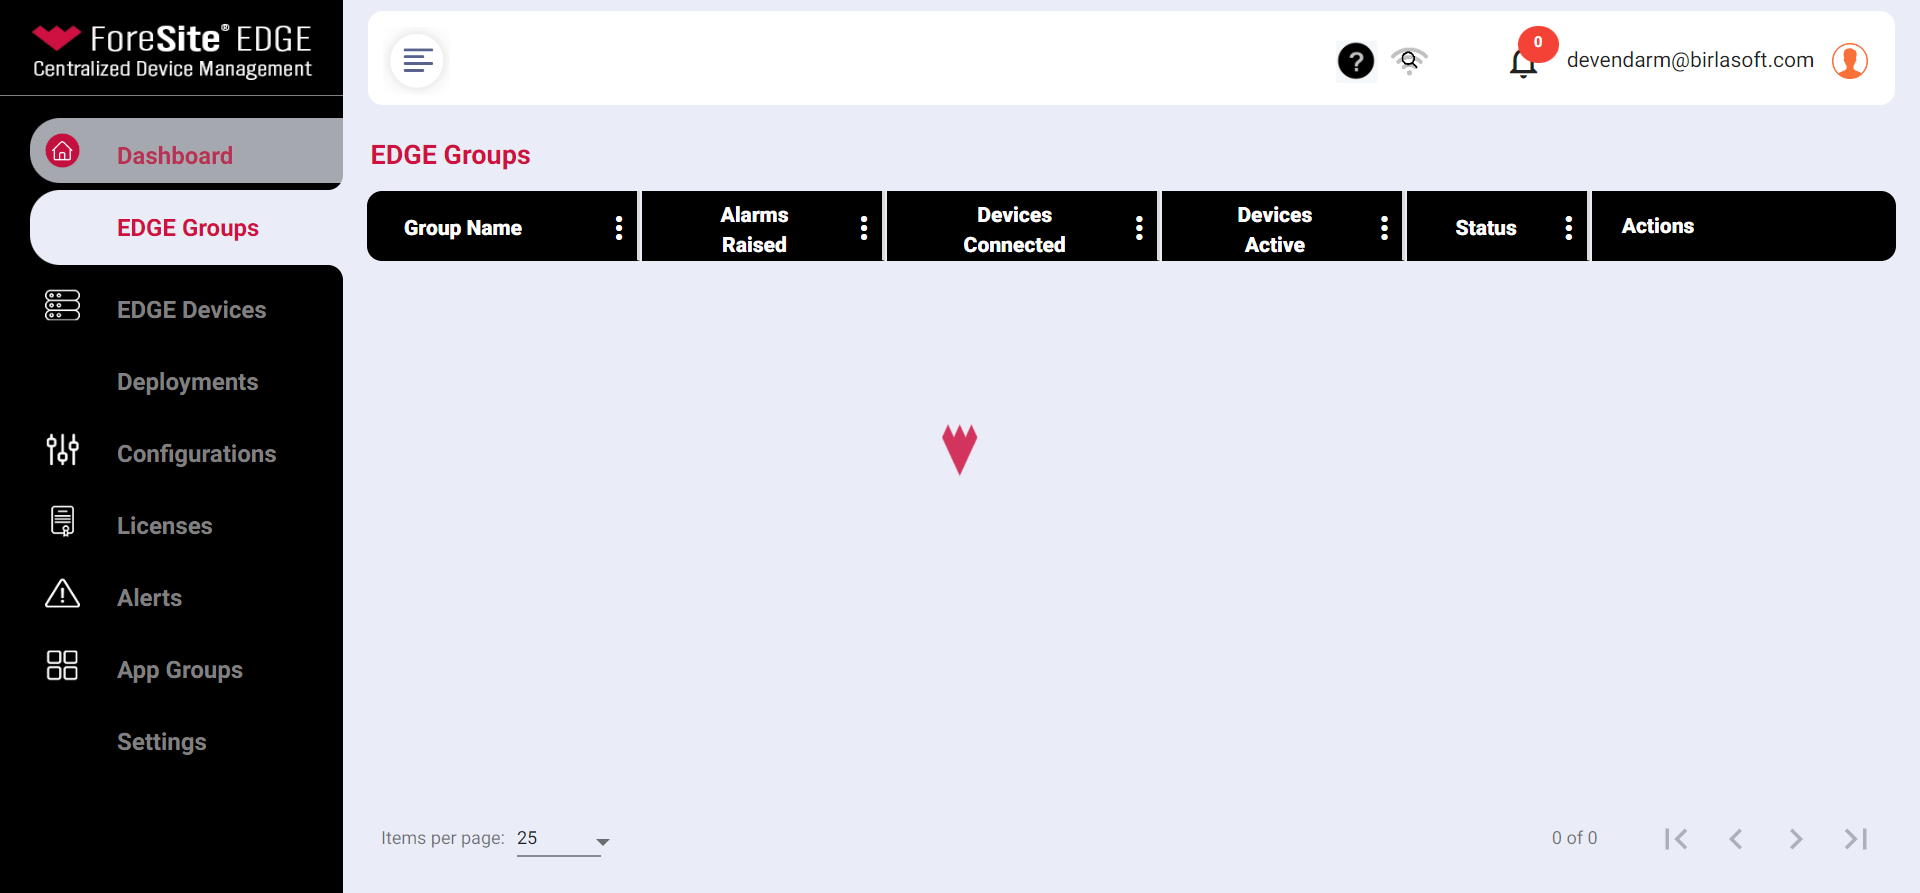 ForeSite® EDGE
Centralized Device Management
Dashboard
EDGE Groups
EDGE Devices
Deployments
Configurations
Licenses
Alerts
App Groups
Settings
?
0
devendarm@birlasoft.com
EDGE Groups
Group Name
Alarms
Raised
Devices
Connected
Devices
Active
Status
Actions
Items per page: 25
0 of 0